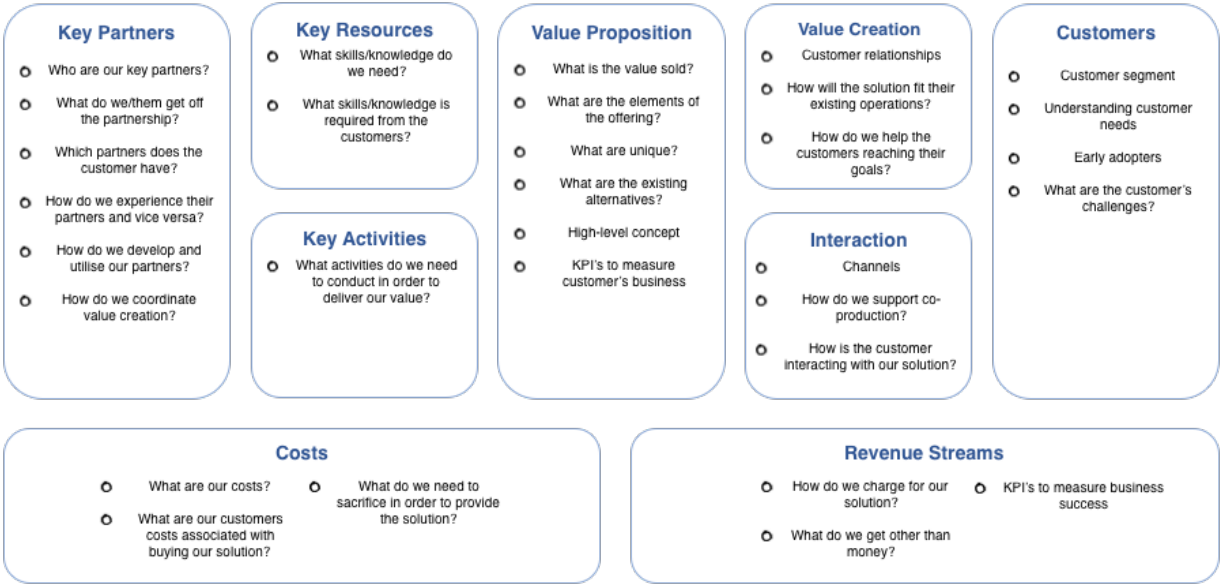 Key Partners
Who are our key partners?
What do we/them get off
the partnership?
Which partners does the
customer have?
How do we experience their
partners and vice versa?
How do we develop and
utilise our partners?
How do we coordinate
value creation?
Key Resources
What skills/knowledge do
we need?
What skills/knowledge is
required from the
customers?
Key Activities
What activities do we need
to conduct in order to
deliver our value?
Value Proposition
What is the value sold?
What are the elements of
the offering?
What are unique?
What are the existing
alternatives?
High-level concept
KPI's to measure
customer's business
Value Creation
Customer relationships
How will the solution fit their
existing operations?
How do we help the
customers reaching their
goals?
Interaction
Channels
How do we support co-
production?
How is the customer
interacting with our solution?
Customers
Customer segment
Understanding customer
needs
Early adopters
What are the customer's
challenges?
Costs
What are our costs?
What are our customers
costs associated with
buying our solution?
What do we need to
sacrifice in order to provide
the solution?
Revenue Streams
How do we charge for our
solution?
What do we get other than
money?
KPI's to measure business
success